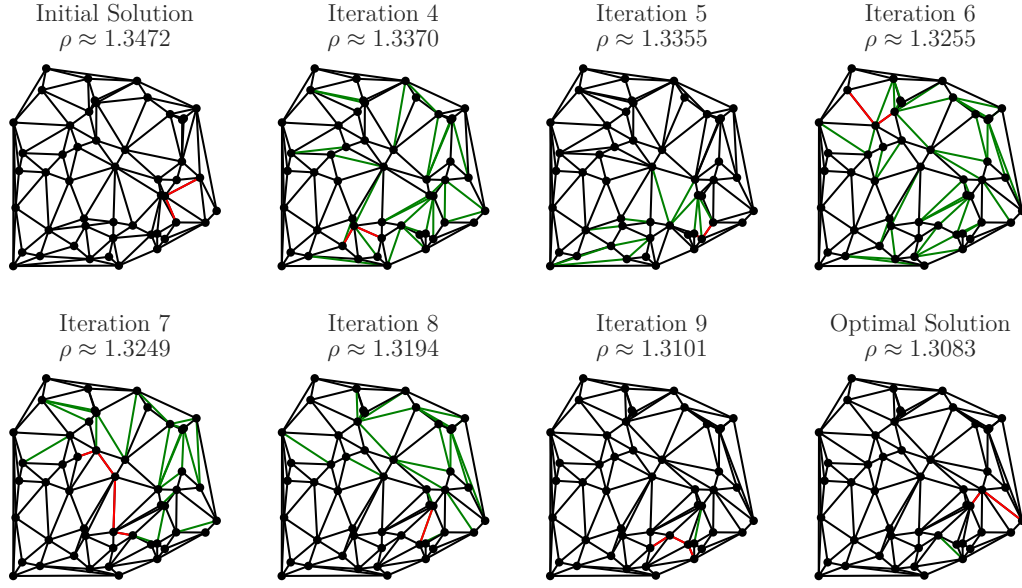 Initial Solution
ρ ≈ 1.3472
Iteration 4
ρ ≈ 1.3370
Iteration 5
ρ ≈ 1.3355
Iteration 6
ρ ≈ 1.3255
Iteration 7
ρ ≈ 1.3249
Iteration 8
ρ ≈ 1.3194
Iteration 9
ρ ≈ 1.3101
Optimal Solution
ρ ≈ 1.3083